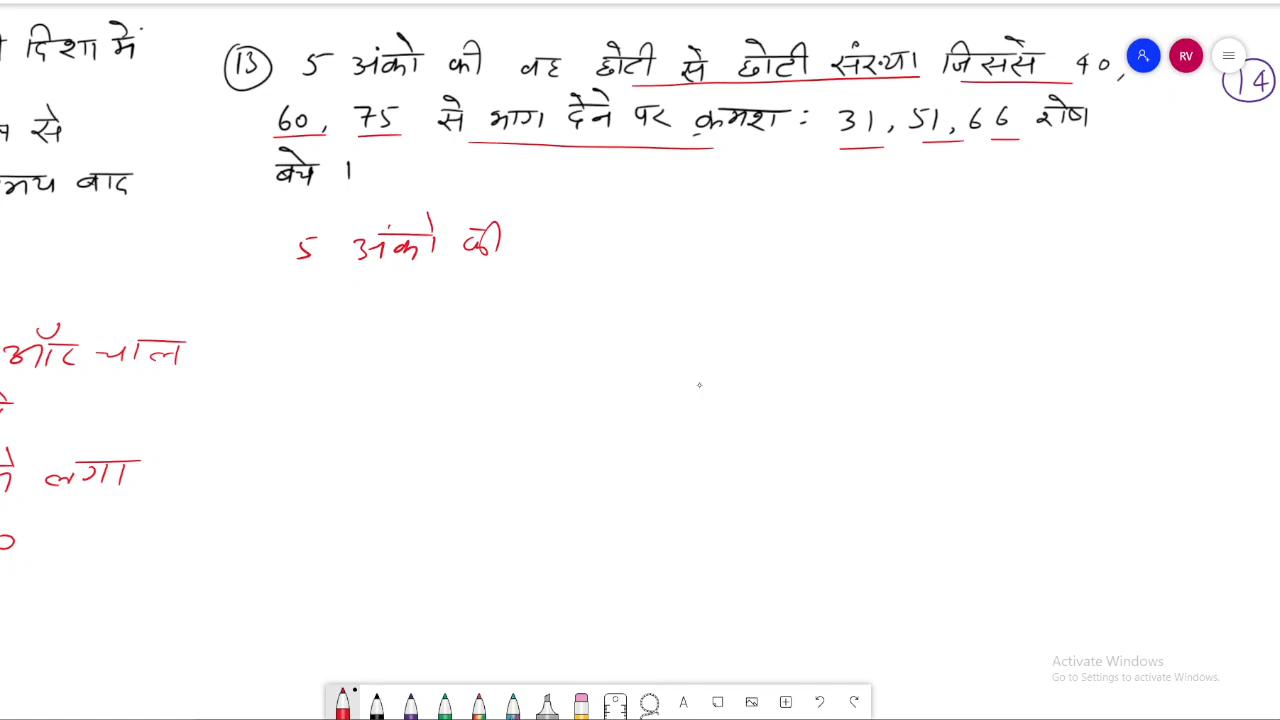 दिशा में
13 5 अंको की वह छोटी से छोटी संख्या जिससे 40,
RV
14
60, 75 से भाग देने पर क्रमश: 31, 51, 66 शेष
से
बचे ।
बाद
5 अंको की
और चाल
लगा
Activate Windows
Go to Settings to activate Windows.
A